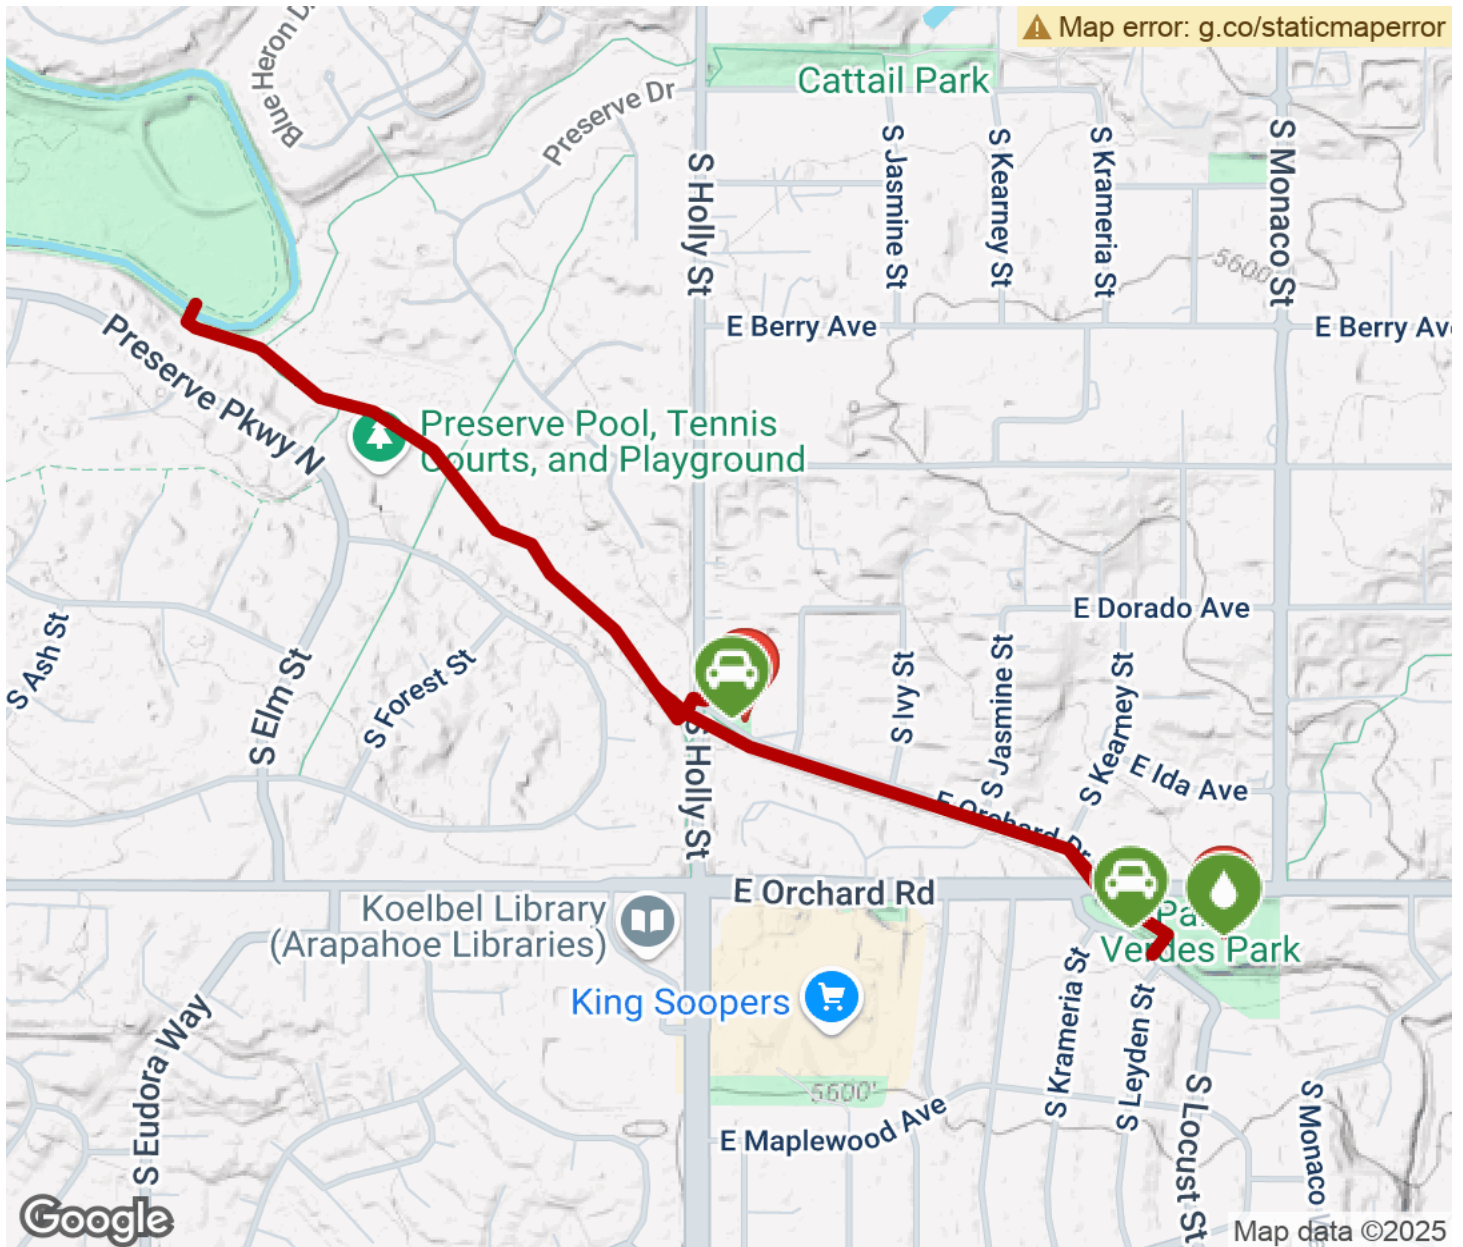 Map error: g.co/staticmaperror
Blue Heron D
Cattail Park
Preserve Dr
S Holly St
S Jasmine St
S Kearney St
S Krameria St
S Monaco St
5600
E Berry Ave
E Berry Av
Preserve Pkwy N
Preserve Pool, Tennis
Courts, and Playground
S Ash St
S Elm St
S Forest St
E Dorado Ave
S Ivy St
S Jasmine St
S Kearney St
E Ida Ave
S Holly St
E Orchard Dr
E Orchard Rd
Koelbel Library
(Arapahoe Libraries)
Pa
Verdes Park
King Soopers
S Eudora Way
S Krameria St
S Leyden St
S Locust St
S Monaco
5600'
E Maplewood Ave
Google
Map data ©2025